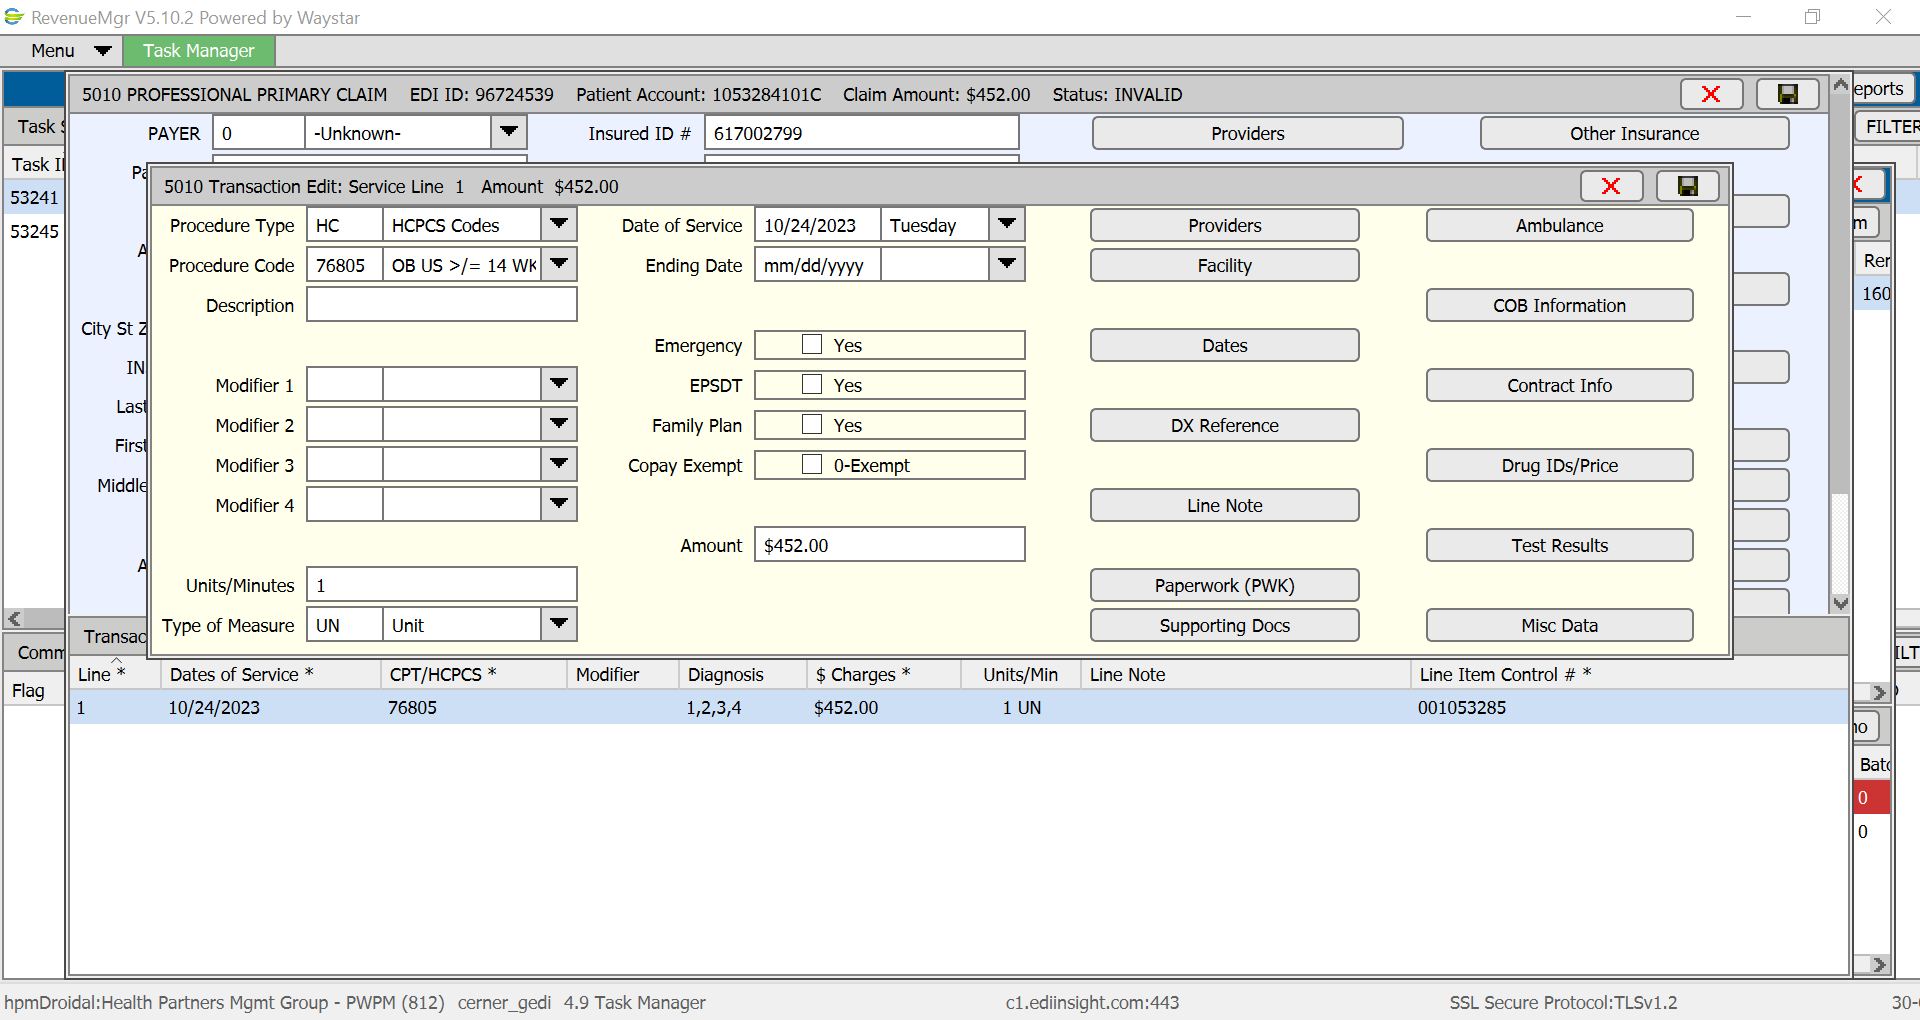 RevenueMgr V5.10.2 Powered by Waystar
Menu Task Manager
5010 PROFESSIONAL PRIMARY CLAIM EDI ID: 96724539 Patient Account: 1053284101C Claim Amount: $452.00 Status: INVALID
eports
Task S
FILTER
PAYER 0 -Unknown- Insured ID # 617002799 Providers Other Insurance
Task II
Pa
53241
53245
5010 Transaction Edit: Service Line 1 Amount $452.00
Procedure Type HC HCPCS Codes Date of Service 10/24/2023 Tuesday Providers Ambulance
m
Procedure Code 76805 OB US >/= 14 WK Ending Date mm/dd/yyyy Facility
A
Rer
Description COB Information
160
City St Z
Emergency Yes Dates
IN
Modifier 1 EPSDT Yes Contract Info
Last
Modifier 2 Family Plan Yes DX Reference
First
Modifier 3 Copay Exempt 0-Exempt Drug IDs/Price
Middle
Modifier 4 Line Note
Amount $452.00 Test Results
A
Units/Minutes 1 Paperwork (PWK)
Type of Measure UN Unit Supporting Docs Misc Data
Transac
Comm
ILT
Line * Dates of Service * CPT/HCPCS * Modifier Diagnosis $ Charges * Units/Min Line Note Line Item Control # *
Flag
1 10/24/2023 76805 1,2,3,4 $452.00 1 UN 001053285
no
Batc
0
0
hpmDroidal:Health Partners Mgmt Group - PWPM (812) cerner_gedi 4.9 Task Manager c1.ediinsight.com:443 SSL Secure Protocol:TLSv1.2 30-